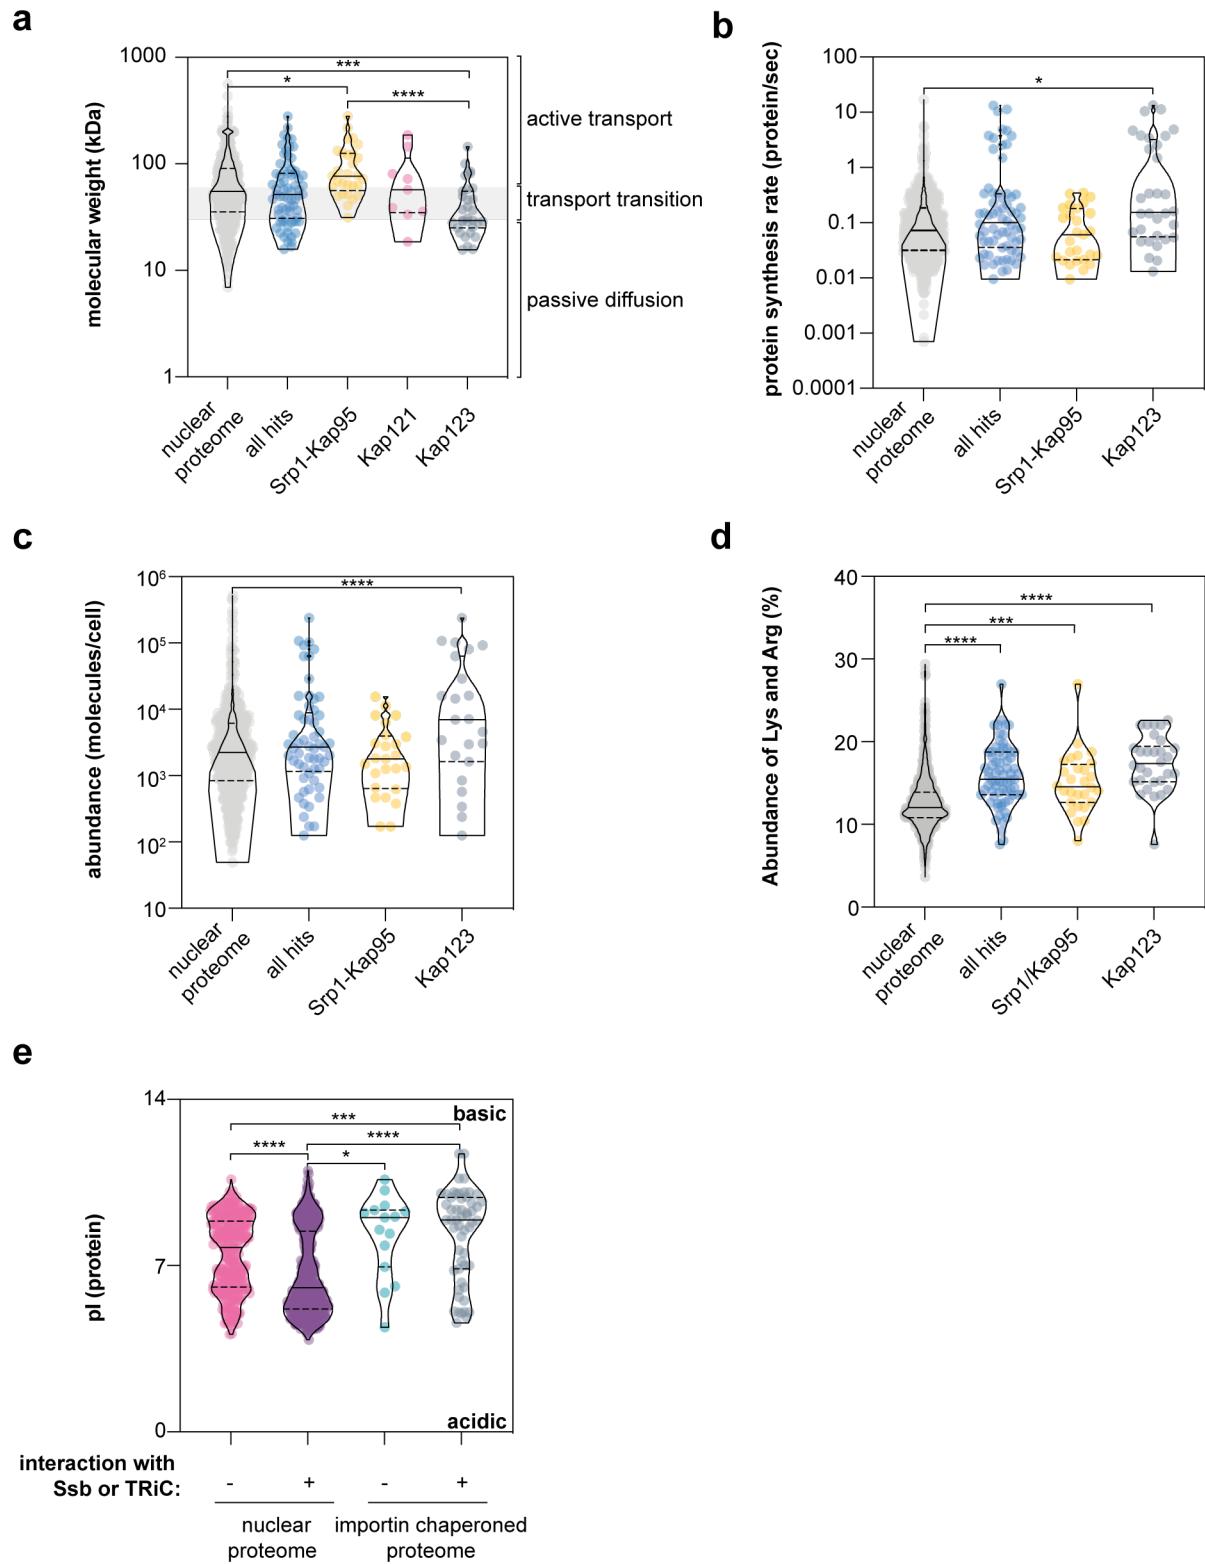 a
molecular weight (kDa)
1000
100
10
1
***
*
****
active transport
transport transition
passive diffusion
nuclear
proteome
all hits
Srp1-Kap95
Kap121
Kap123
b
protein synthesis rate (protein/sec)
100
10
1
0.1
0.01
0.001
0.0001
*
nuclear
proteome
all hits
Srp1-Kap95
Kap123
c
abundance (molecules/cell)
10⁶
10⁵
10⁴
10³
10²
10
****
nuclear
proteome
all hits
Srp1-Kap95
Kap123
d
Abundance of Lys and Arg (%)
40
30
20
10
0
****
***
****
nuclear
proteome
all hits
Srp1/Kap95
Kap123
e
pI (protein)
14
7
0
basic
***
****
****
*
acidic
interaction with
Ssb or TRiC:
- + - +
nuclear
proteome
importin chaperoned
proteome